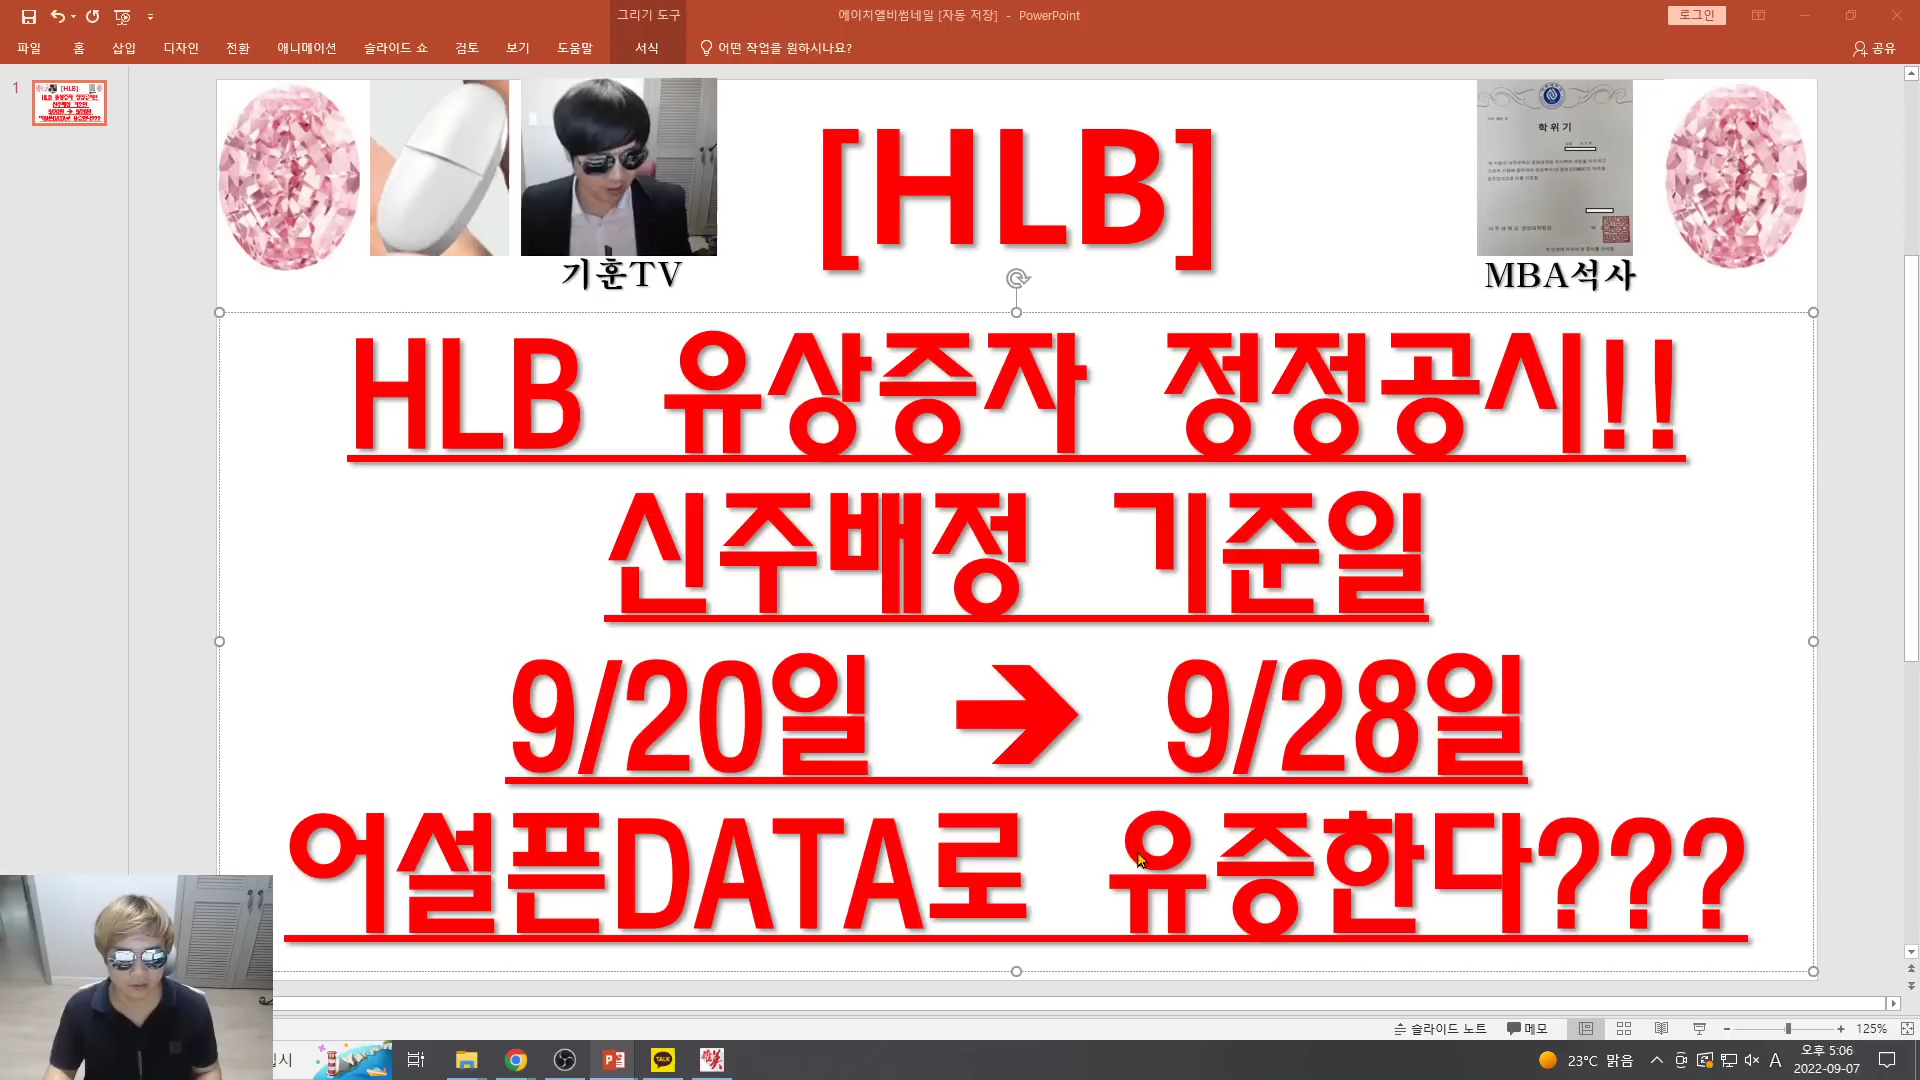 그리기 도구
에이치엘비썸네일 [자동 저장] - PowerPoint
로그인
파일 홈 삽입 디자인 전환 애니메이션 슬라이드 쇼 검토 보기 도움말 서식 어떤 작업을 원하시나요? 공유
1
[HLB]
학위기
기훈TV
MBA석사
HLB 유상증자 정정공시!!
신주배정 기준일
9/20일 → 9/28일
어설픈DATA로 유증한다???
슬라이드 노트 메모 125%
TALK
23°C 맑음
A
오후 5:06
2022-09-07